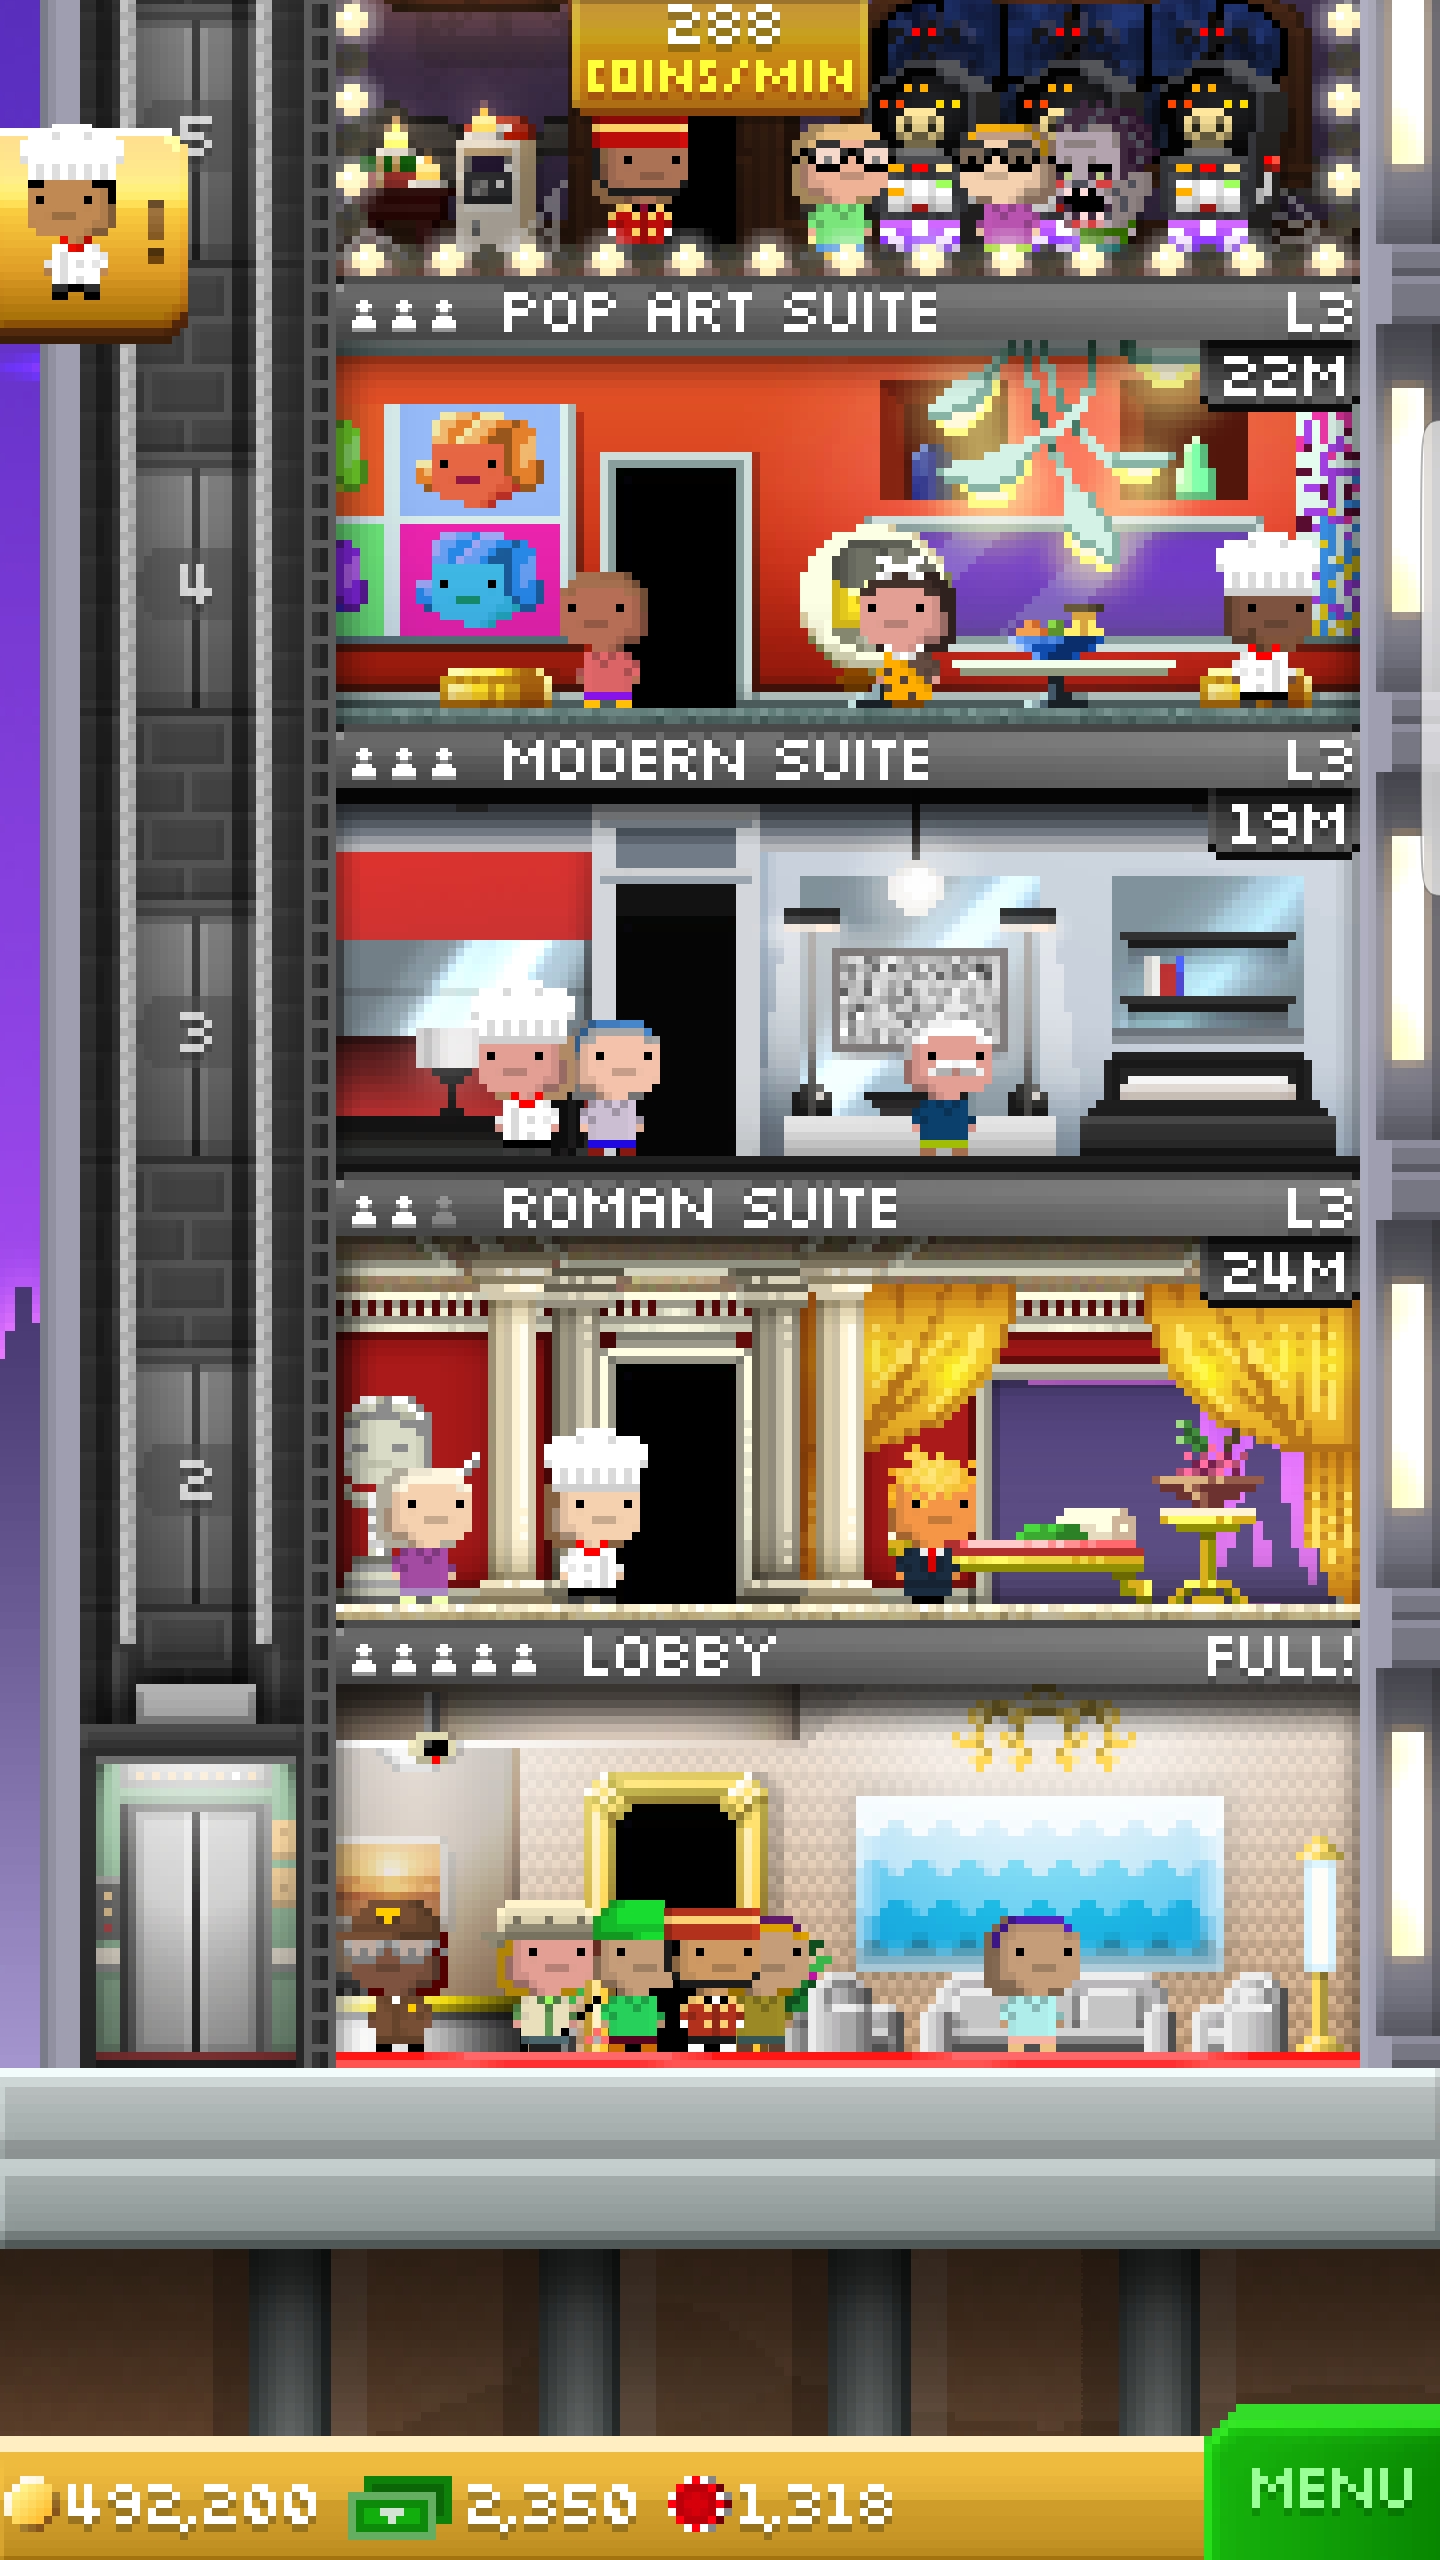 288
COINS/MIN
5
!
POP ART SUITE L3
22M
4
MODERN SUITE L3
19M
3
ROMAN SUITE L3
24M
2
LOBBY FULL!
492,200 2,350 1,318 MENU